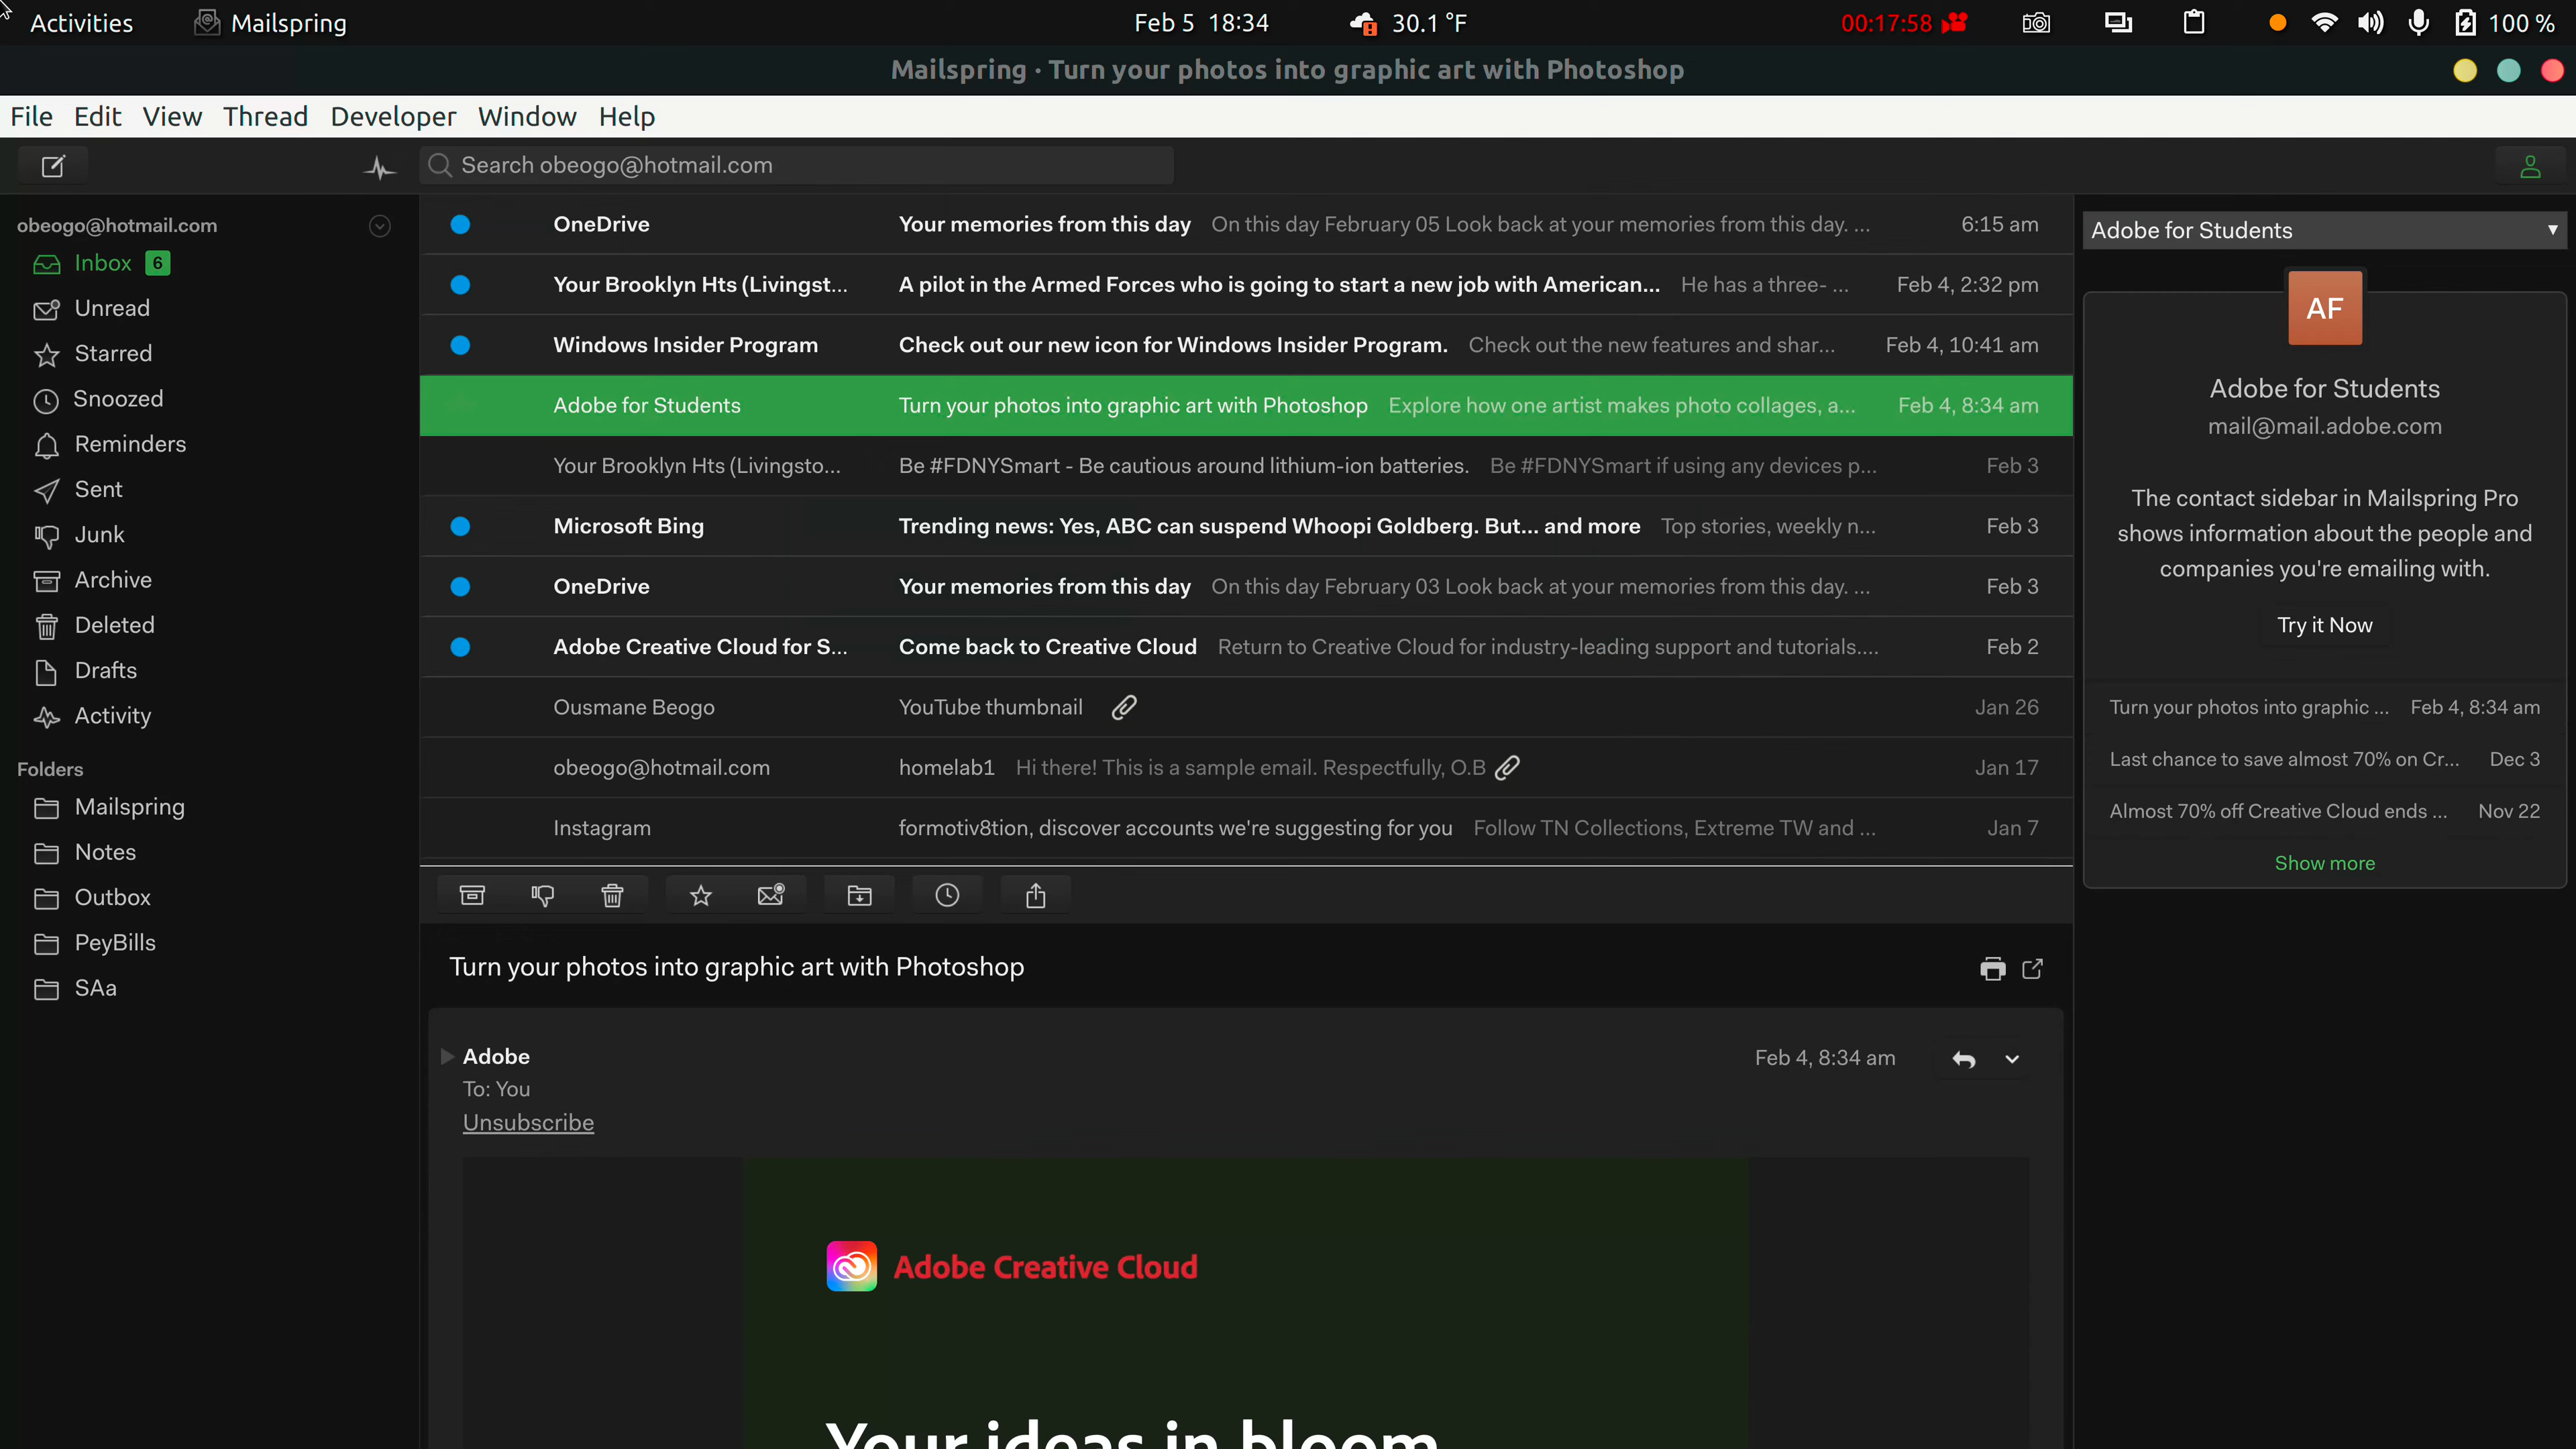 Activities Mailspring Feb 5 18:34 30.1 °F 00:17:58 100 %
Mailspring · Turn your photos into graphic art with Photoshop
File Edit View Thread Developer Window Help
Search obeogo@hotmail.com
obeogo@hotmail.com
Inbox 6
Unread
Starred
Snoozed
Reminders
Sent
Junk
Archive
Deleted
Drafts
Activity
Folders
Mailspring
Notes
Outbox
PeyBills
SAa
OneDrive Your memories from this day On this day February 05 Look back at your memories from this day. ... 6:15 am
Your Brooklyn Hts (Livingst... A pilot in the Armed Forces who is going to start a new job with American... He has a three- ... Feb 4, 2:32 pm
Windows Insider Program Check out our new icon for Windows Insider Program. Check out the new features and shar... Feb 4, 10:41 am
Adobe for Students Turn your photos into graphic art with Photoshop Explore how one artist makes photo collages, a... Feb 4, 8:34 am
Your Brooklyn Hts (Livingsto... Be #FDNYSmart - Be cautious around lithium-ion batteries. Be #FDNYSmart if using any devices p... Feb 3
Microsoft Bing Trending news: Yes, ABC can suspend Whoopi Goldberg. But... and more Top stories, weekly n... Feb 3
OneDrive Your memories from this day On this day February 03 Look back at your memories from this day. ... Feb 3
Adobe Creative Cloud for S... Come back to Creative Cloud Return to Creative Cloud for industry-leading support and tutorials.... Feb 2
Ousmane Beogo YouTube thumbnail Jan 26
obeogo@hotmail.com homelab1 Hi there! This is a sample email. Respectfully, O.B Jan 17
Instagram formotiv8tion, discover accounts we're suggesting for you Follow TN Collections, Extreme TW and ... Jan 7
Turn your photos into graphic art with Photoshop
Adobe Feb 4, 8:34 am
To: You
Unsubscribe
Adobe Creative Cloud
Your ideas in bloom
Adobe for Students
AF
Adobe for Students
mail@mail.adobe.com
The contact sidebar in Mailspring Pro
shows information about the people and
companies you're emailing with.
Try it Now
Turn your photos into graphic ... Feb 4, 8:34 am
Last chance to save almost 70% on Cr... Dec 3
Almost 70% off Creative Cloud ends ... Nov 22
Show more